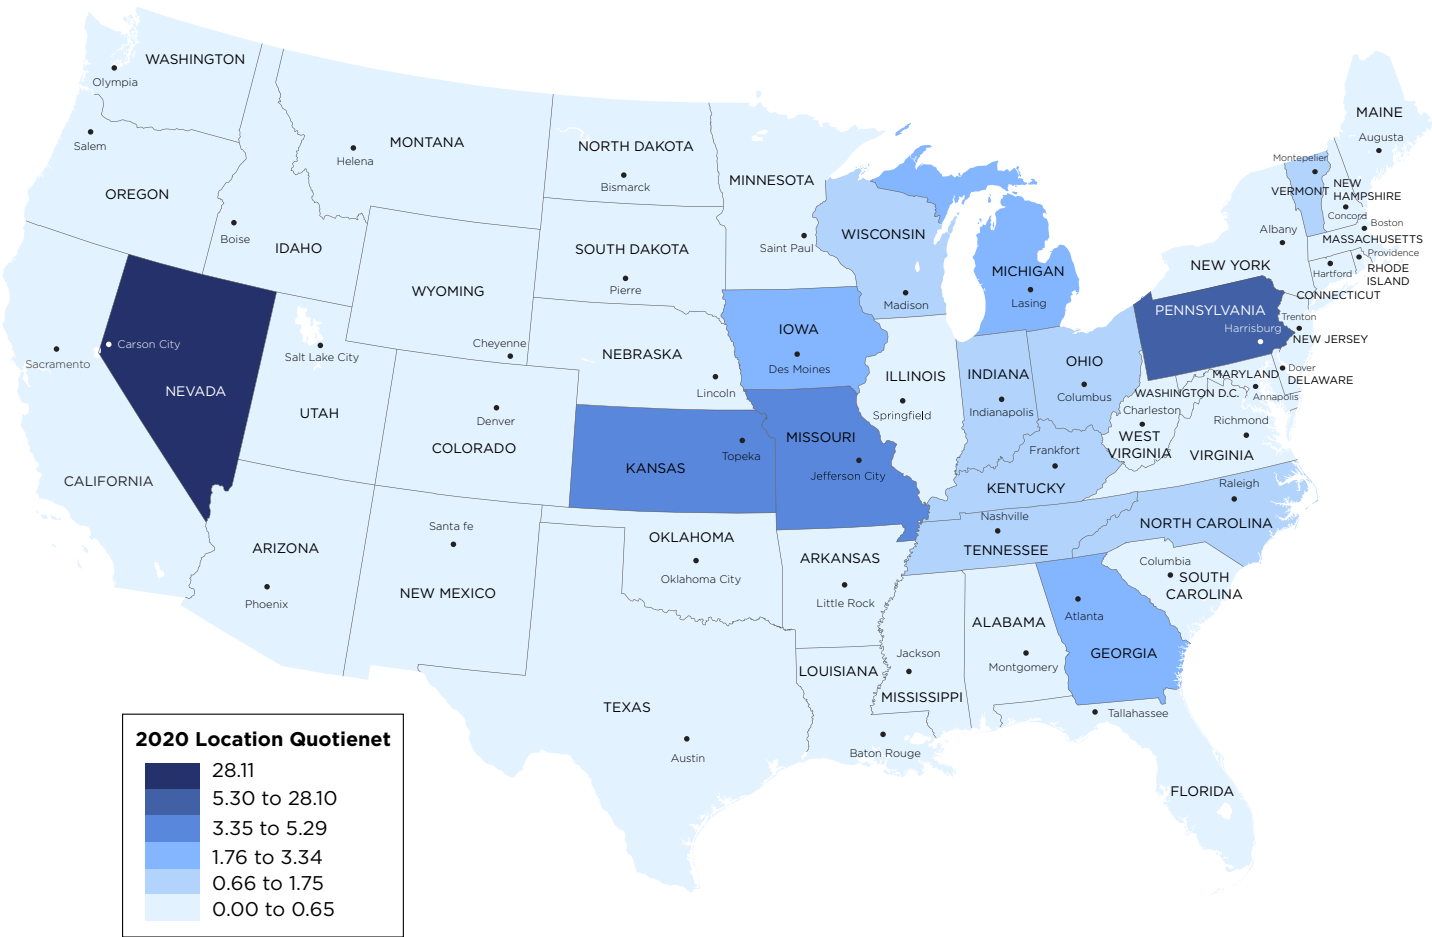 WASHINGTON
Olympia
Salem
OREGON
MONTANA
Helena
Boise
IDAHO
NORTH DAKOTA
Bismarck
MINNESOTA
Saint Paul
SOUTH DAKOTA
Pierre
WYOMING
Cheyenne
NEBRASKA
Lincoln
WISCONSIN
Madison
MICHIGAN
Lasing
IOWA
Des Moines
ILLINOIS
Springfield
INDIANA
Indianapolis
OHIO
Columbus
MAINE
Augusta
Montepelier
VERMONT
NEW
HAMPSHIRE
Concord
Boston
MASSACHUSETTS
Albany
NEW YORK
Providence
RHODE
ISLAND
Hartford
CONNECTICUT
PENNSYLVANIA
Harrisburg
Trenton
NEW JERSEY
Dover
DELAWARE
MARYLAND
Annapolis
WASHINGTON D.C.
Charleston
WEST
VIRGINIA
Richmond
VIRGINIA
Carson City
NEVADA
Sacramento
CALIFORNIA
Salt Lake City
UTAH
Denver
COLORADO
KANSAS
Topeka
MISSOURI
Jefferson City
Frankfort
KENTUCKY
Nashville
TENNESSEE
Raleigh
NORTH CAROLINA
Columbia
SOUTH
CAROLINA
ARIZONA
Phoenix
Santa fe
NEW MEXICO
OKLAHOMA
Oklahoma City
ARKANSAS
Little Rock
TEXAS
Austin
LOUISIANA
Baton Rouge
Jackson
MISSISSIPPI
ALABAMA
Montgomery
Atlanta
GEORGIA
Tallahassee
FLORIDA
2020 Location Quotienet
28.11
5.30 to 28.10
3.35 to 5.29
1.76 to 3.34
0.66 to 1.75
0.00 to 0.65